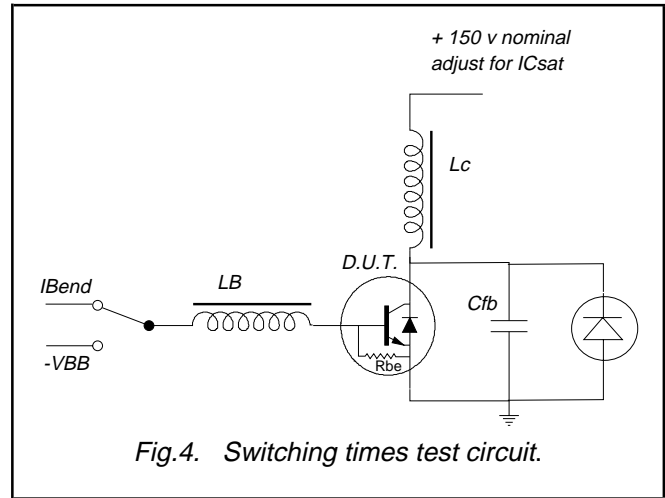 + 150 v nominal
adjust for ICsat
Lc
D.U.T.
IBend
LB
Cfb
-VBB
Rbe
Fig.4. Switching times test circuit.